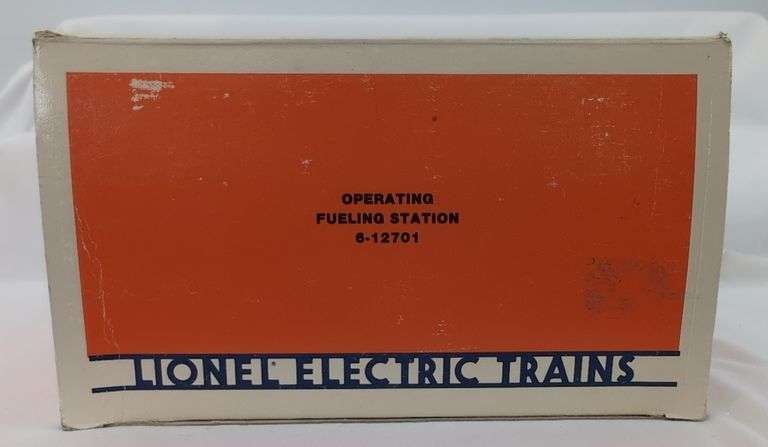 OPERATING
FUELING STATION
6-12701
LIONEL ELECTRIC TRAINS